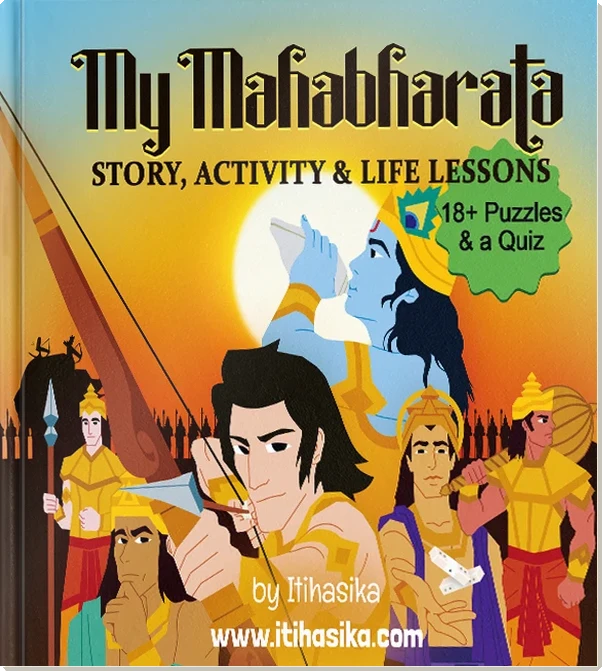 My Mahabharata
STORY, ACTIVITY & LIFE LESSONS
18+ Puzzles
& a Quiz
by Itihasika
www.itihasika.com